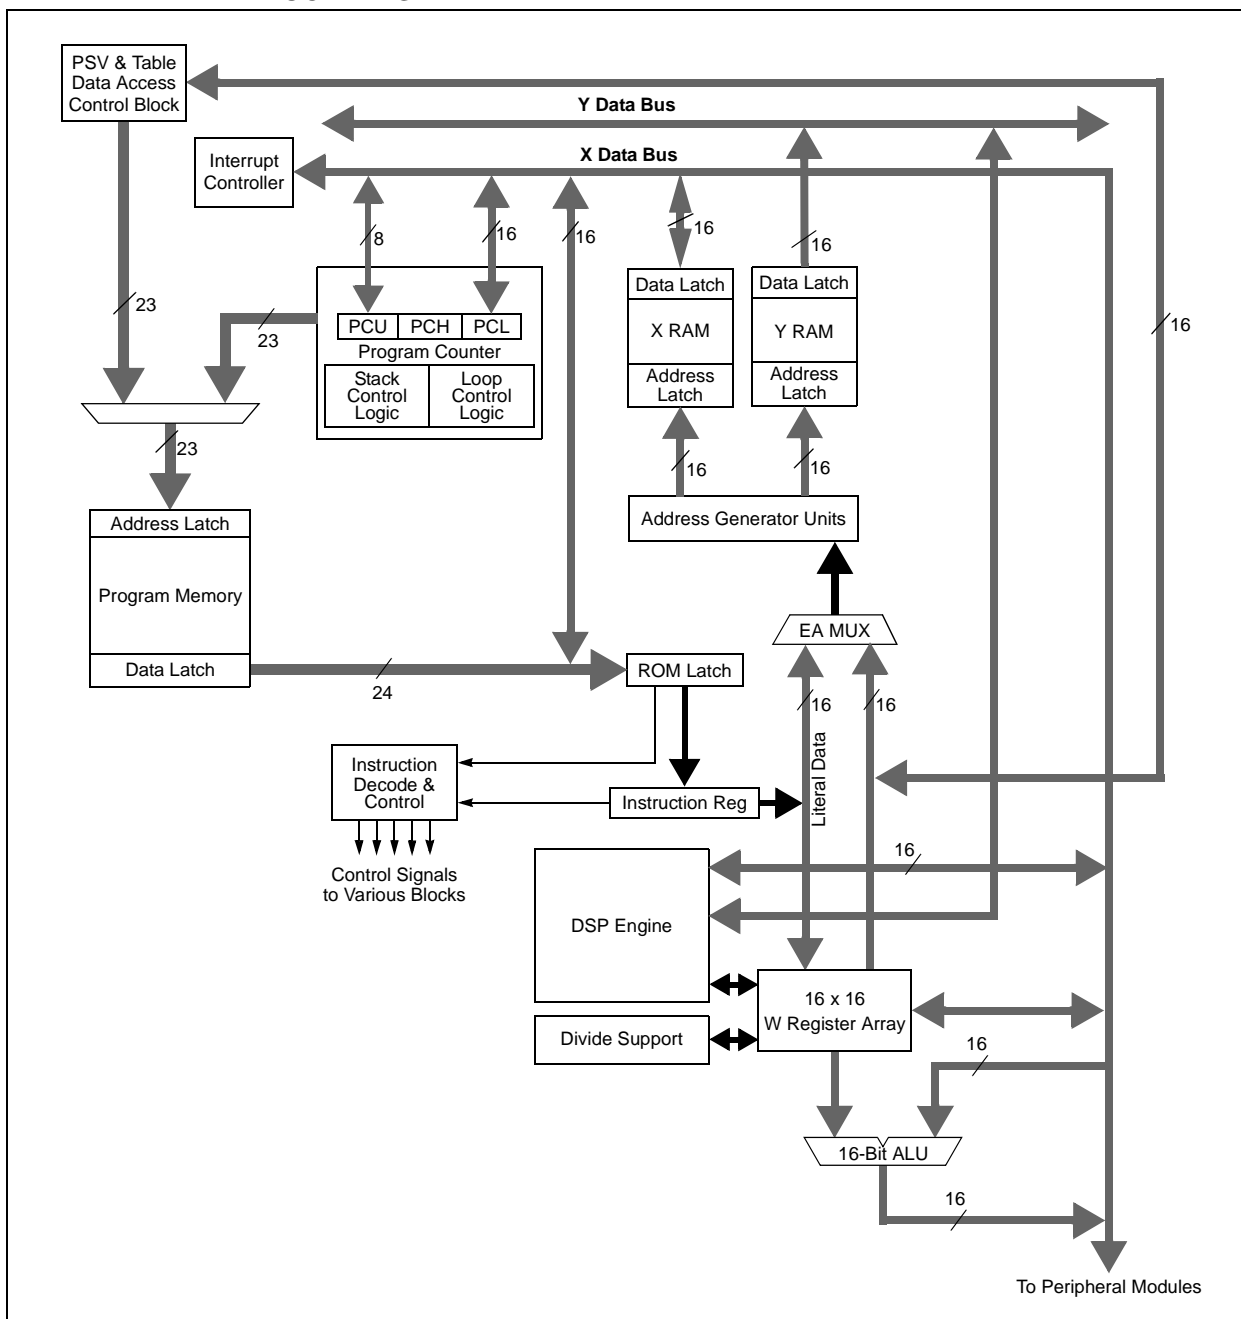 PSV & Table
Data Access
Control Block
Y Data Bus
Interrupt
Controller
X Data Bus
8
16
16
16
16
23
23
16
PCU
PCH
PCL
Program Counter
Stack
Control
Logic
Loop
Control
Logic
Data Latch
X RAM
Address
Latch
Data Latch
Y RAM
Address
Latch
23
16
16
Address Latch
Program Memory
Data Latch
Address Generator Units
EA MUX
24
ROM Latch
16
16
Literal Data
Instruction
Decode &
Control
Instruction Reg
Control Signals
to Various Blocks
16
DSP Engine
16 x 16
W Register Array
Divide Support
16
16-Bit ALU
16
To Peripheral Modules